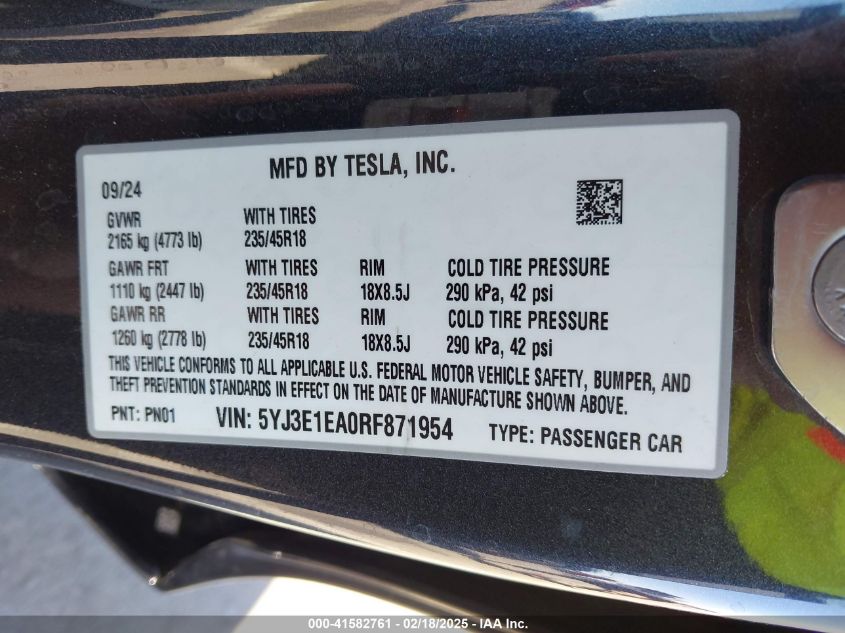 MFD BY TESLA, INC.
09/24
GVWR WITH TIRES
2165 kg (4773 lb) 235/45R18
GAWR FRT WITH TIRES RIM COLD TIRE PRESSURE
1110 kg (2447 lb) 235/45R18 18X8.5J 290 kPa, 42 psi
GAWR RR WITH TIRES RIM COLD TIRE PRESSURE
1260 kg (2778 lb) 235/45R18 18X8.5J 290 kPa, 42 psi
THIS VEHICLE CONFORMS TO ALL APPLICABLE U.S. FEDERAL MOTOR VEHICLE SAFETY, BUMPER, AND
THEFT PREVENTION STANDARDS IN EFFECT ON THE DATE OF MANUFACTURE SHOWN ABOVE.
PNT: PN01 VIN: 5YJ3E1EA0RF871954 TYPE: PASSENGER CAR
000-41582761 - 02/18/2025 - IAA Inc.